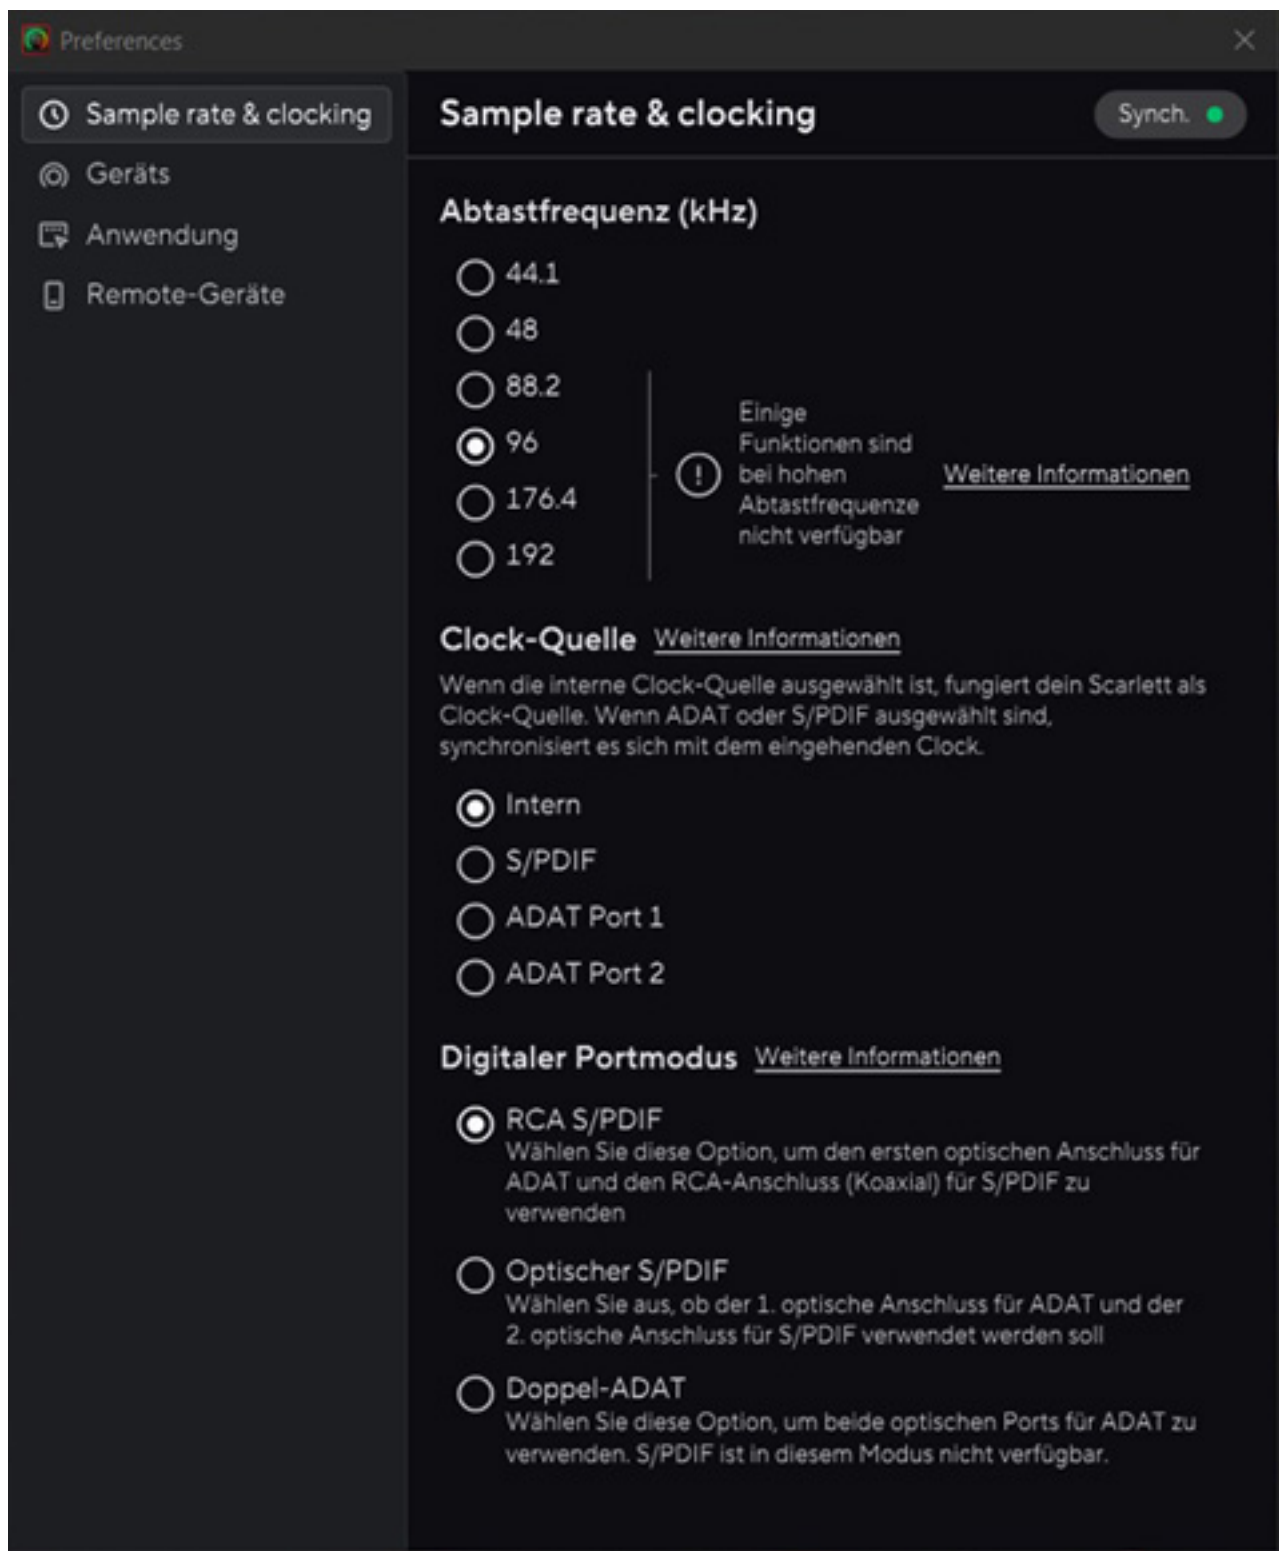 Preferences
Sample rate & clocking
Geräts
Anwendung
Remote-Geräte
Sample rate & clocking
Synch.
Abtastfrequenz (kHz)
44.1
48
88.2
96
176.4
192
Einige
Funktionen sind
bei hohen
Abtastfrequenze
nicht verfügbar
Weitere Informationen
Clock-Quelle Weitere Informationen
Wenn die interne Clock-Quelle ausgewählt ist, fungiert dein Scarlett als
Clock-Quelle. Wenn ADAT oder S/PDIF ausgewählt sind,
synchronisiert es sich mit dem eingehenden Clock.
Intern
S/PDIF
ADAT Port 1
ADAT Port 2
Digitaler Portmodus Weitere Informationen
RCA S/PDIF
Wählen Sie diese Option, um den ersten optischen Anschluss für
ADAT und den RCA-Anschluss (Koaxial) für S/PDIF zu
verwenden
Optischer S/PDIF
Wählen Sie aus, ob der 1. optische Anschluss für ADAT und der
2. optische Anschluss für S/PDIF verwendet werden soll
Doppel-ADAT
Wählen Sie diese Option, um beide optischen Ports für ADAT zu
verwenden. S/PDIF ist in diesem Modus nicht verfügbar.